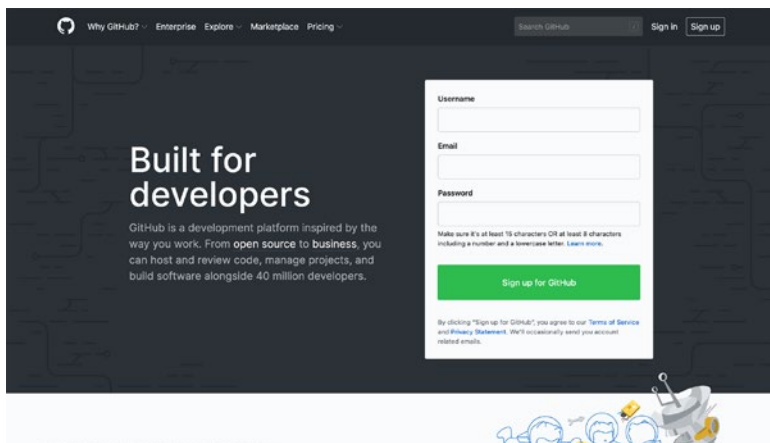 Why GitHub? Enterprise Explore Marketplace Pricing Search GitHub / Sign in Sign up
Built for
developers
GitHub is a development platform inspired by the
way you work. From open source to business, you
can host and review code, manage projects, and
build software alongside 40 million developers.
Username
Email
Password
Make sure it's at least 15 characters OR at least 8 characters
including a number and a lowercase letter. Learn more.
Sign up for GitHub
By clicking "Sign up for GitHub", you agree to our Terms of Service
and Privacy Statement. We'll occasionally send you account
related emails.